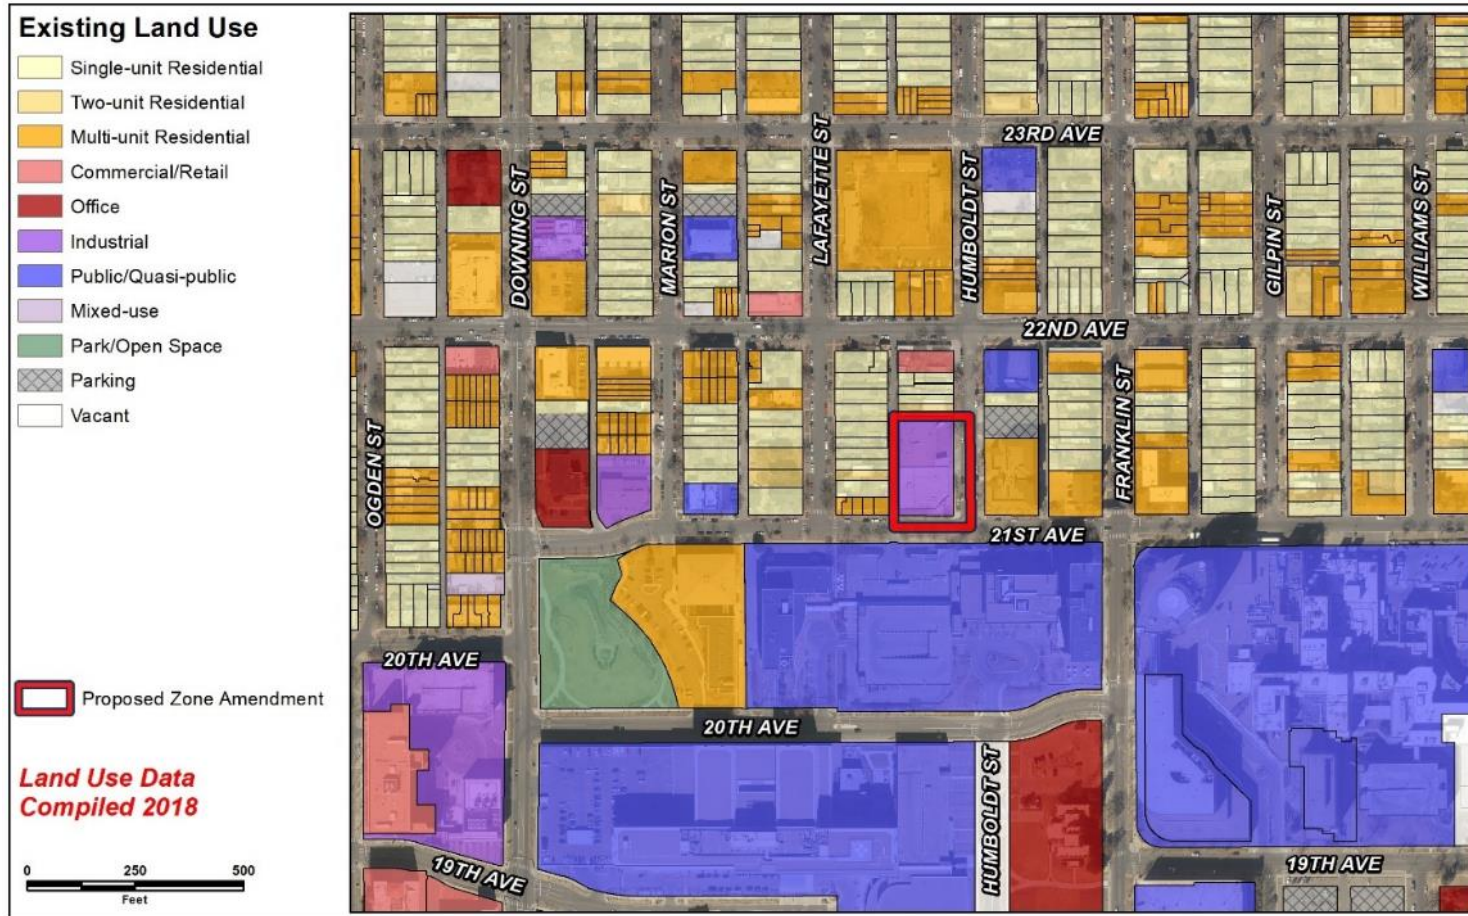 Existing Land Use
Single-unit Residential
Two-unit Residential
Multi-unit Residential
Commercial/Retail
Office
Industrial
Public/Quasi-public
Mixed-use
Park/Open Space
Parking
Vacant
Proposed Zone Amendment
Land Use Data
Compiled 2018
0 250 500
Feet
23RD AVE
DOWNING ST
MARION ST
LAFAYETTE ST
HUMBOLDT ST
GILPIN ST
WILLIAMS ST
22ND AVE
OGDEN ST
FRANKLIN ST
21ST AVE
20TH AVE
20TH AVE
HUMBOLDT ST
19TH AVE
19TH AVE